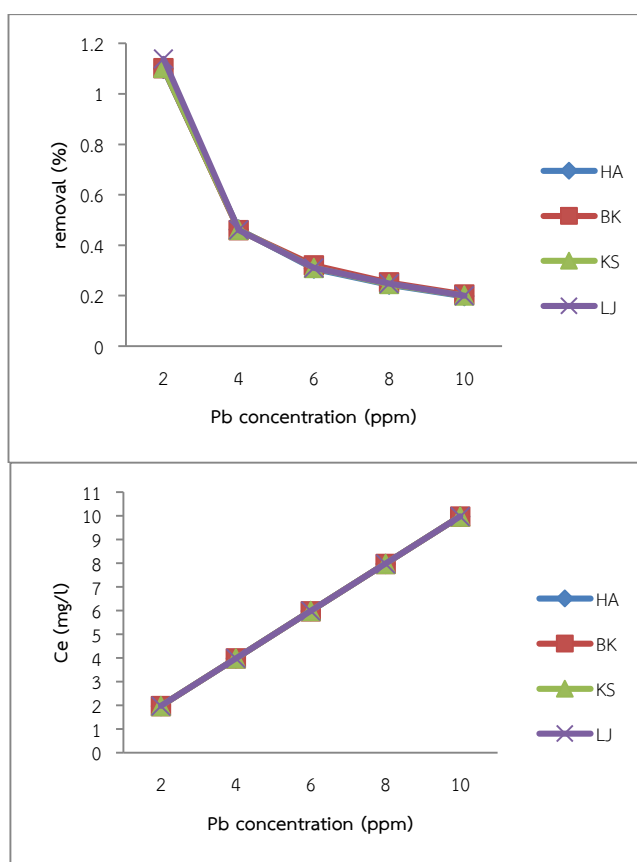 1.2
1
0.8
0.6
0.4
0.2
0
removal (%)
2 4 6 8 10
Pb concentration (ppm)
HA
BK
KS
LJ
11
10
9
8
7
6
5
4
3
2
1
0
Ce (mg/l)
2 4 6 8 10
Pb concentration (ppm)
HA
BK
KS
LJ